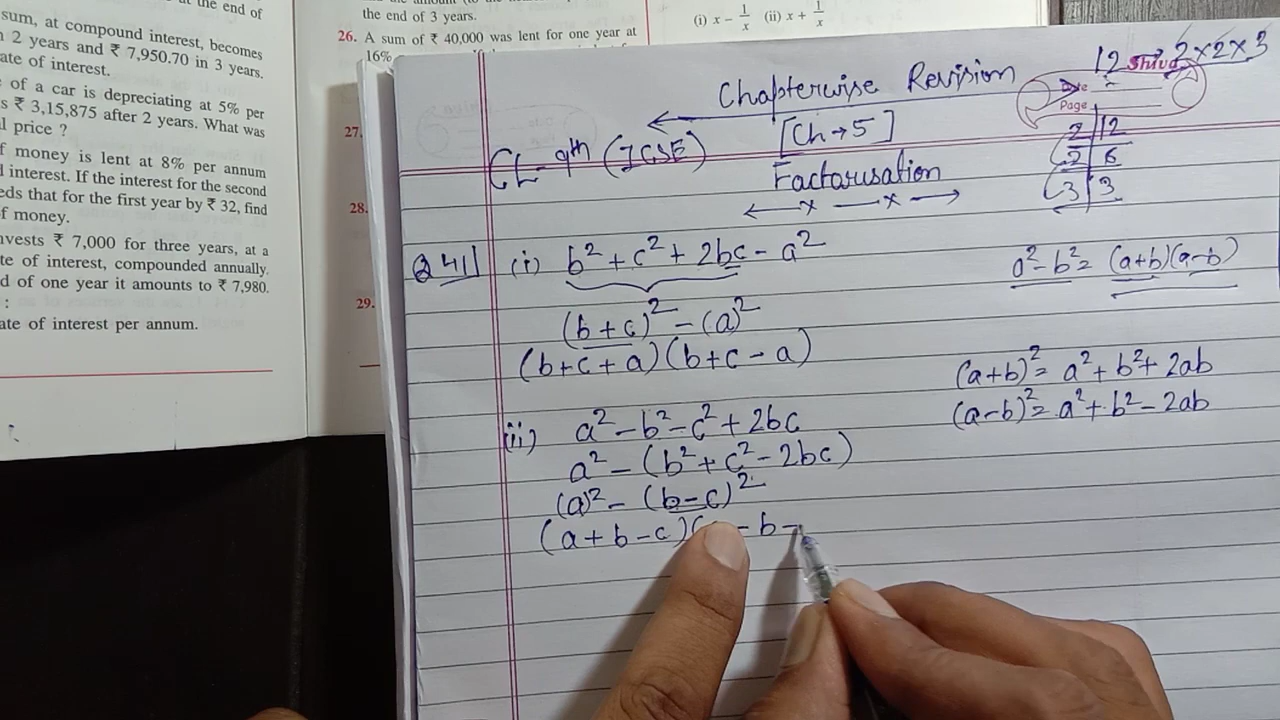 the end of
sum, at compound interest, becomes
2 years and ₹ 7,950.70 in 3 years.
ate of interest.
of a car is depreciating at 5% per
s ₹ 3,15,875 after 2 years. What was
l price ?
f money is lent at 8% per annum
d interest. If the interest for the second
eds that for the first year by ₹ 32, find
f money.
nvests ₹ 7,000 for three years, at a
te of interest, compounded annually.
d of one year it amounts to ₹ 7,980.
:
ate of interest per annum.
the end of 3 years.
26. A sum of ₹ 40,000 was lent for one year at
16%
27.
28.
29.
(i) x - 1/x (ii) x + 1/x
Shiva
Date
Page
12 2×2×3
2 | 12
2 | 6
3 | 3
Chapterwise Revision
CL-9th (ICSE) [Ch→5]
Factorusation
Q 41 (i) b² + c² + 2bc - a²
a² - b² = (a+b)(a-b)
(b+c)² - (a)²
(b+c+a)(b+c-a)
(a+b)² = a² + b² + 2ab
(a-b)² = a² + b² - 2ab
(ii) a² - b² - c² + 2bc
a² - (b² + c² - 2bc)
(a)² - (b-c)²
(a+b-c)( - b -